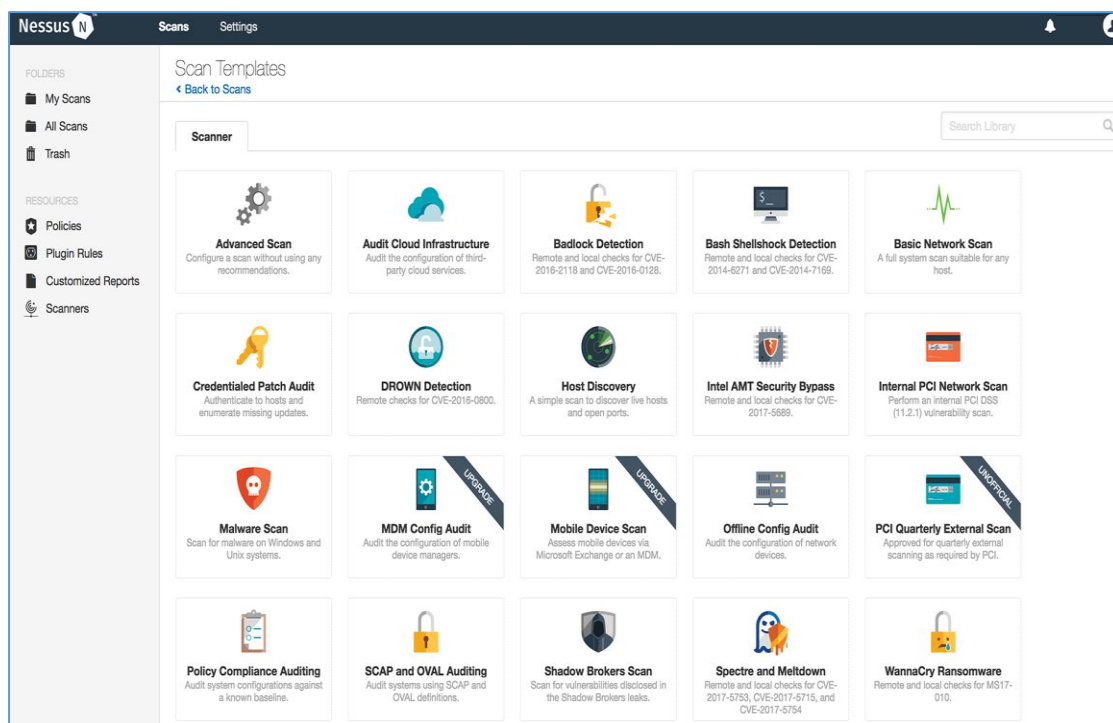 Nessus N
Scans
Settings
FOLDERS
My Scans
All Scans
Trash
RESOURCES
Policies
Plugin Rules
Customized Reports
Scanners
Scan Templates
Back to Scans
Scanner
Search Library
Advanced Scan
Configure a scan without using any
recommendations.
Audit Cloud Infrastructure
Audit the configuration of third-
party cloud services.
Badlock Detection
Remote and local checks for CVE-
2016-2118 and CVE-2016-0128.
$_
Bash Shellshock Detection
Remote and local checks for CVE-
2014-6271 and CVE-2014-7169.
Basic Network Scan
A full system scan suitable for any
host.
Credentialed Patch Audit
Authenticate to hosts and
enumerate missing updates.
DROWN Detection
Remote checks for CVE-2016-0800.
Host Discovery
A simple scan to discover live hosts
and open ports.
Intel AMT Security Bypass
Remote and local checks for CVE-
2017-5689.
Internal PCI Network Scan
Perform an internal PCI DSS
(11.2.1) vulnerability scan.
Malware Scan
Scan for malware on Windows and
Unix systems.
UPGRADE
MDM Config Audit
Audit the configuration of mobile
device managers.
UPGRADE
Mobile Device Scan
Assess mobile devices via
Microsoft Exchange or an MDM.
Offline Config Audit
Audit the configuration of network
devices.
UNOFFICIAL
PCI Quarterly External Scan
Approved for quarterly external
scanning as required by PCI.
Policy Compliance Auditing
Audit system configurations against
a known baseline.
SCAP and OVAL Auditing
Audit systems using SCAP and
OVAL definitions.
Shadow Brokers Scan
Scan for vulnerabilities disclosed in
the Shadow Brokers leaks.
Spectre and Meltdown
Remote and local checks for CVE-
2017-5753, CVE-2017-5715, and
CVE-2017-5754
WannaCry Ransomware
Remote and local checks for MS17-
010.